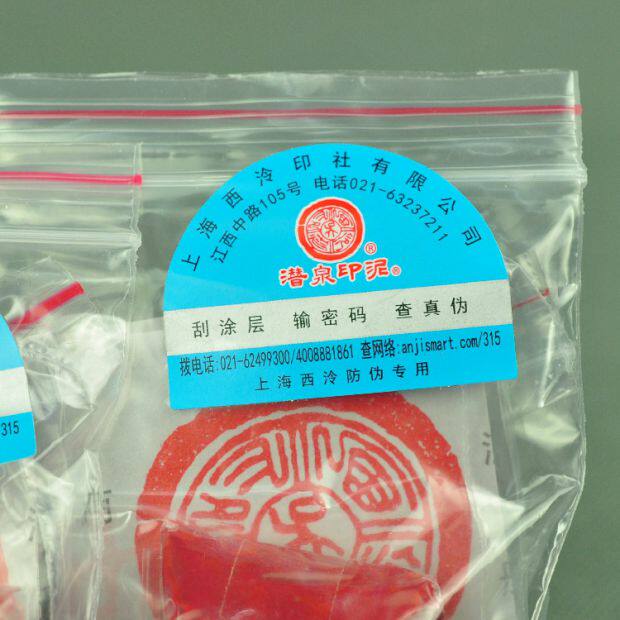 上海西泠印社有限公司
江西中路105号 电话021-63237211
®
潜泉印泥®
刮涂层 输密码 查真伪
拨电话:021-62499300/4008881861 查网络:anjismart.com/315
上海西泠防伪专用
/315